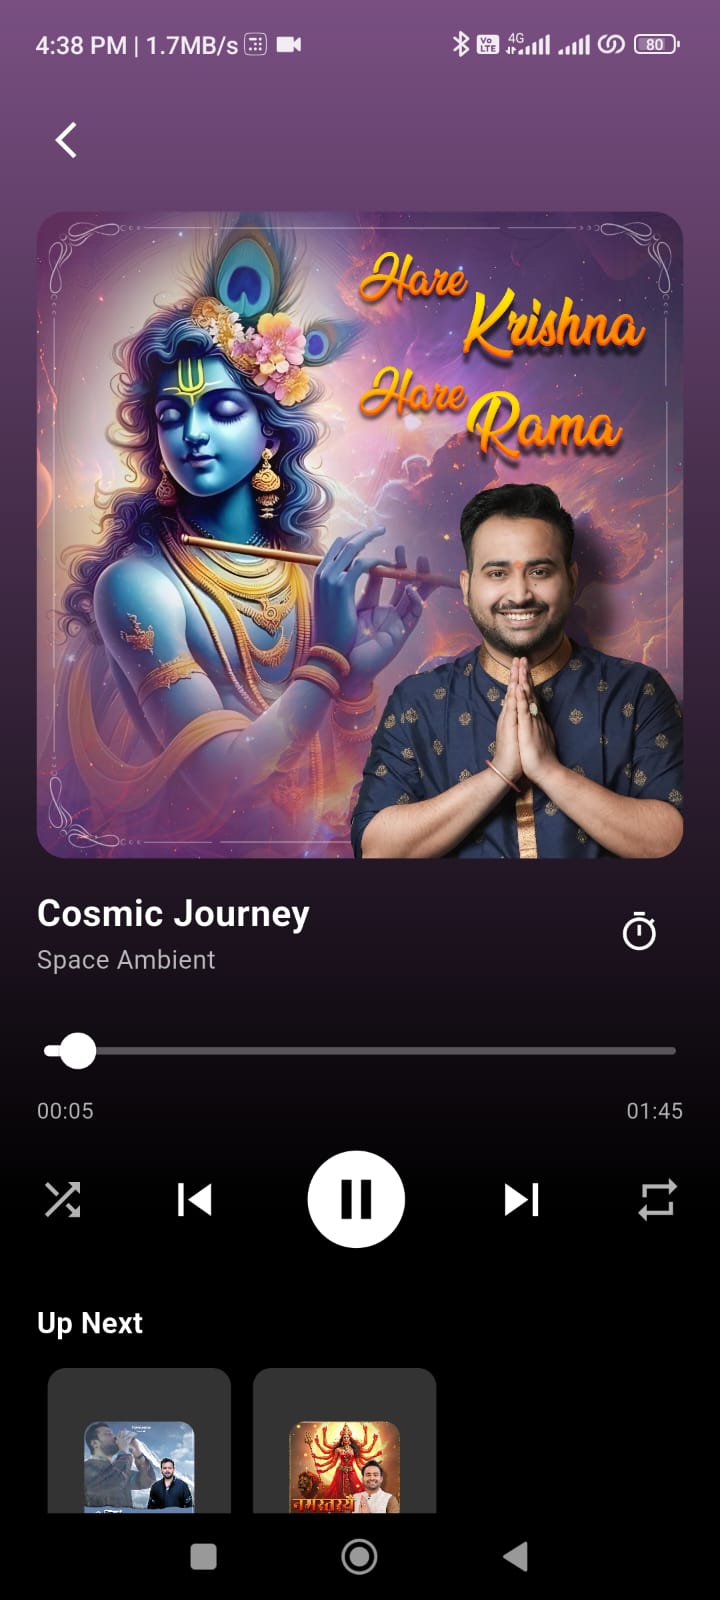 4:38 PM | 1.7MB/s
Vo
LTE
4G
80
Hare
Krishna
Hare
Rama
Cosmic Journey
Space Ambient
00:05
01:45
Up Next
नमस्तस्यै